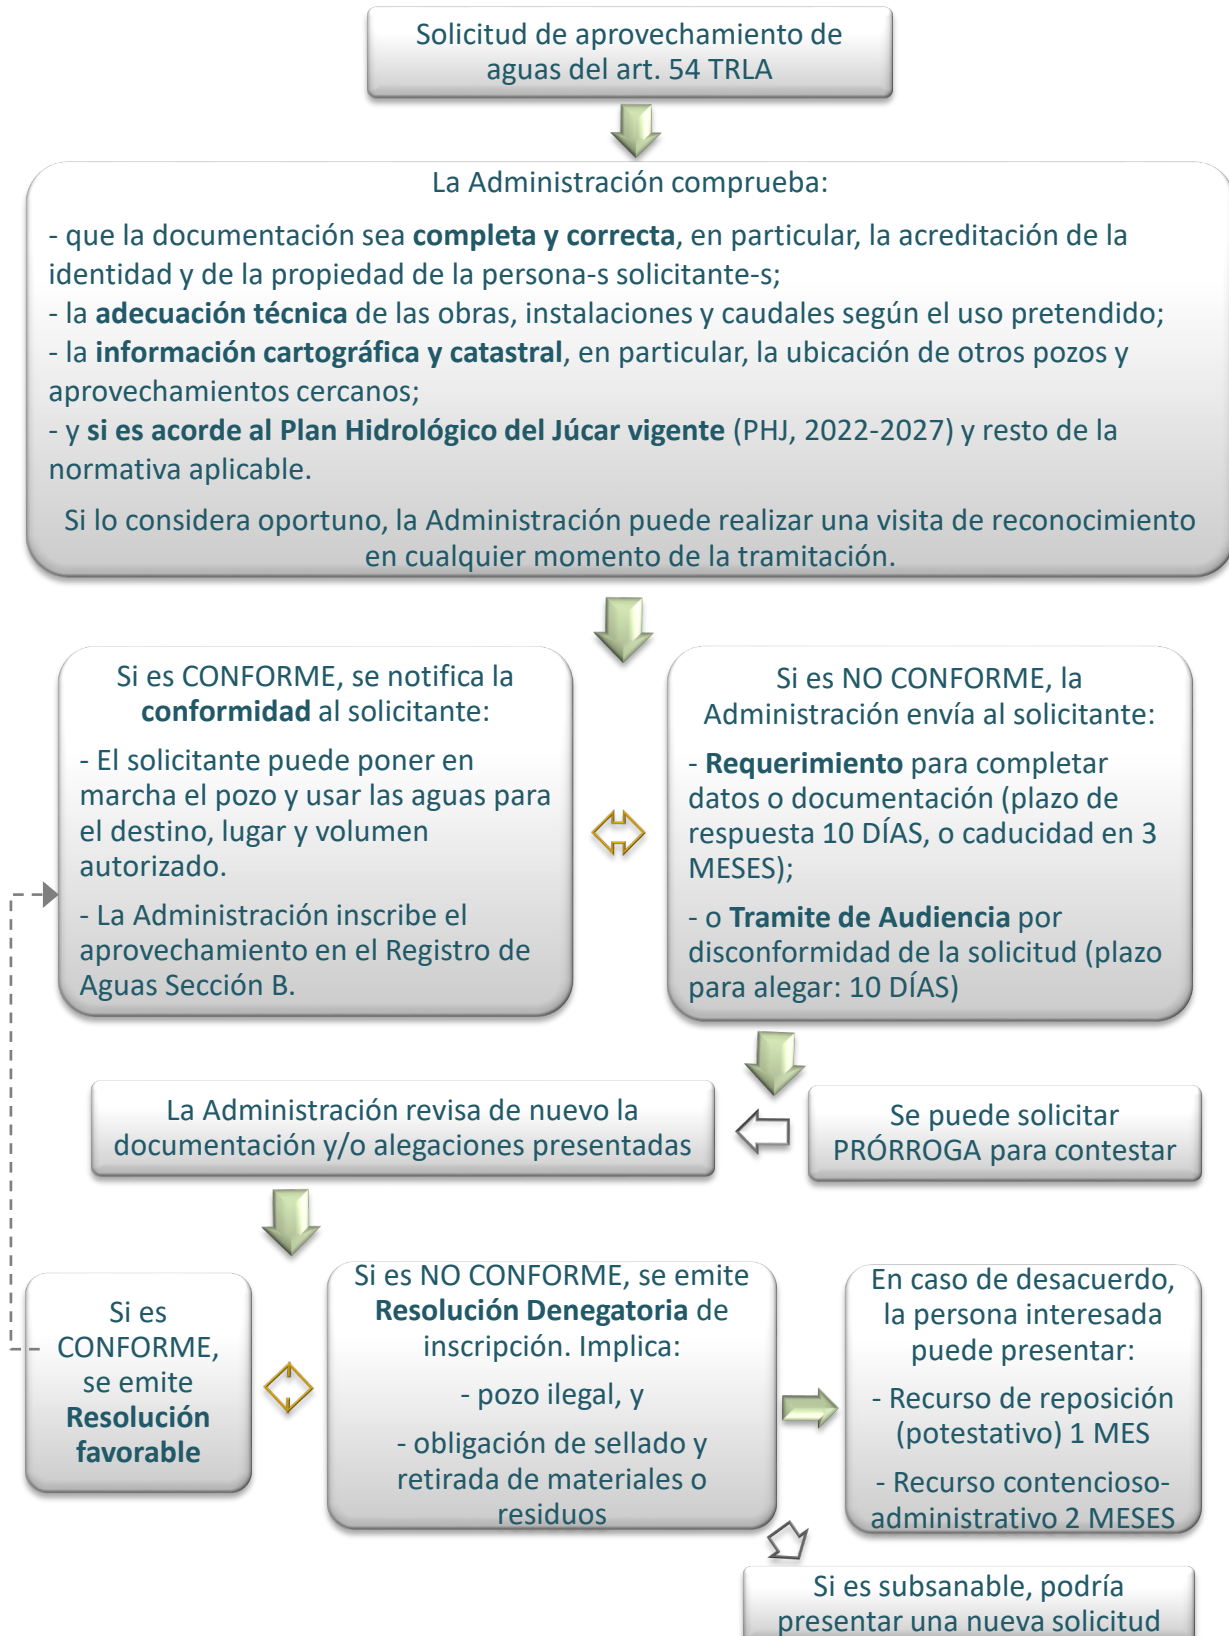 Solicitud de aprovechamiento de
aguas del art. 54 TRLA
La Administración comprueba:
- que la documentación sea completa y correcta, en particular, la acreditación de la
identidad y de la propiedad de la persona-s solicitante-s;
- la adecuación técnica de las obras, instalaciones y caudales según el uso pretendido;
- la información cartográfica y catastral, en particular, la ubicación de otros pozos y
aprovechamientos cercanos;
- y si es acorde al Plan Hidrológico del Júcar vigente (PHJ, 2022-2027) y resto de la
normativa aplicable.
Si lo considera oportuno, la Administración puede realizar una visita de reconocimiento
en cualquier momento de la tramitación.
Si es CONFORME, se notifica la
conformidad al solicitante:
- El solicitante puede poner en
marcha el pozo y usar las aguas para
el destino, lugar y volumen
autorizado.
- La Administración inscribe el
aprovechamiento en el Registro de
Aguas Sección B.
Si es NO CONFORME, la
Administración envía al solicitante:
- Requerimiento para completar
datos o documentación (plazo de
respuesta 10 DÍAS, o caducidad en 3
MESES);
- o Tramite de Audiencia por
disconformidad de la solicitud (plazo
para alegar: 10 DÍAS)
Se puede solicitar
PRÓRROGA para contestar
La Administración revisa de nuevo la
documentación y/o alegaciones presentadas
Si es
CONFORME,
se emite
Resolución
favorable
Si es NO CONFORME, se emite
Resolución Denegatoria de
inscripción. Implica:
- pozo ilegal, y
- obligación de sellado y
retirada de materiales o
residuos
En caso de desacuerdo,
la persona interesada
puede presentar:
- Recurso de reposición
(potestativo) 1 MES
- Recurso contencioso-
administrativo 2 MESES
Si es subsanable, podría
presentar una nueva solicitud